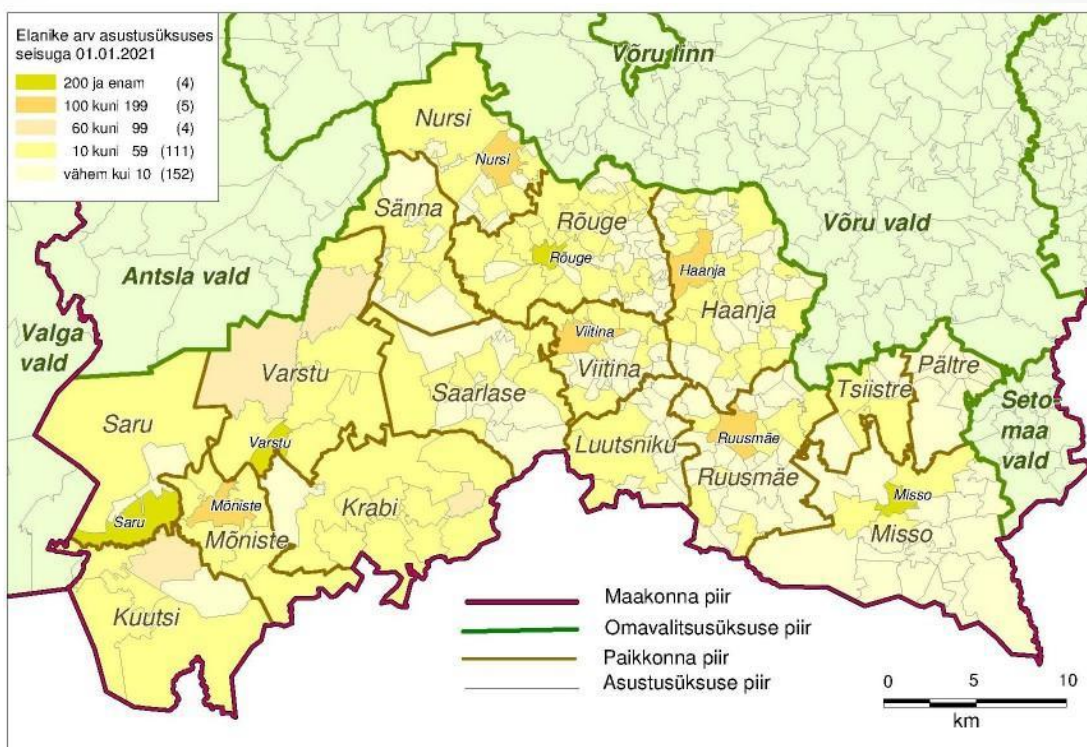 Elanike arv asustusüksuses
seisuga 01.01.2021
200 ja enam (4)
100 kuni 199 (5)
60 kuni 99 (4)
10 kuni 59 (111)
vähem kui 10 (152)
Võru linn
Nursi
Nursi
Sänna
Rõuge
Rõuge
Võru vald
Antsla vald
Haanja
Haanja
Valga
vald
Viitina
Viitina
Varstu
Saarlase
Pältre
Tsiistre
Seto-
maa
vald
Saru
Varstu
Luutsniku
Ruusmäe
Ruusmäe
Misso
Misso
Mõniste
Mõniste
Krabi
Saru
Kuutsi
Maakonna piir
Omavalitsusüksuse piir
Paikkonna piir
Asustusüksuse piir
0 5 10
km